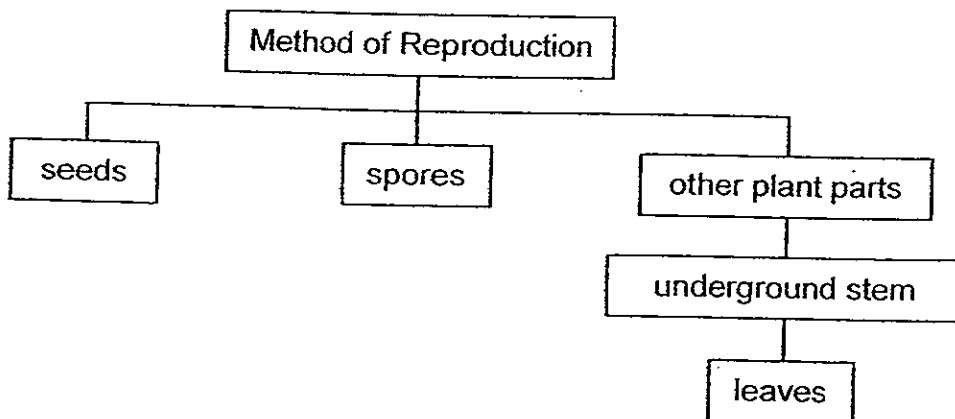 Method of Reproduction
seeds
spores
other plant parts
underground stem
leaves